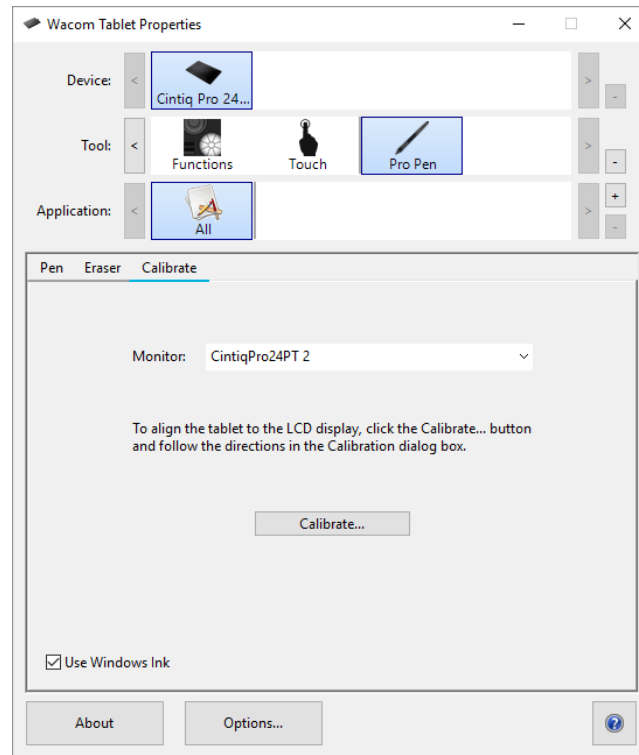 Wacom Tablet Properties
Device:
< Cintiq Pro 24... > -
Tool:
< Functions Touch Pro Pen > -
Application:
< All > + -
Pen Eraser Calibrate
Monitor: CintiqPro24PT 2
To align the tablet to the LCD display, click the Calibrate... button
and follow the directions in the Calibration dialog box.
Calibrate...
Use Windows Ink
About Options... ?